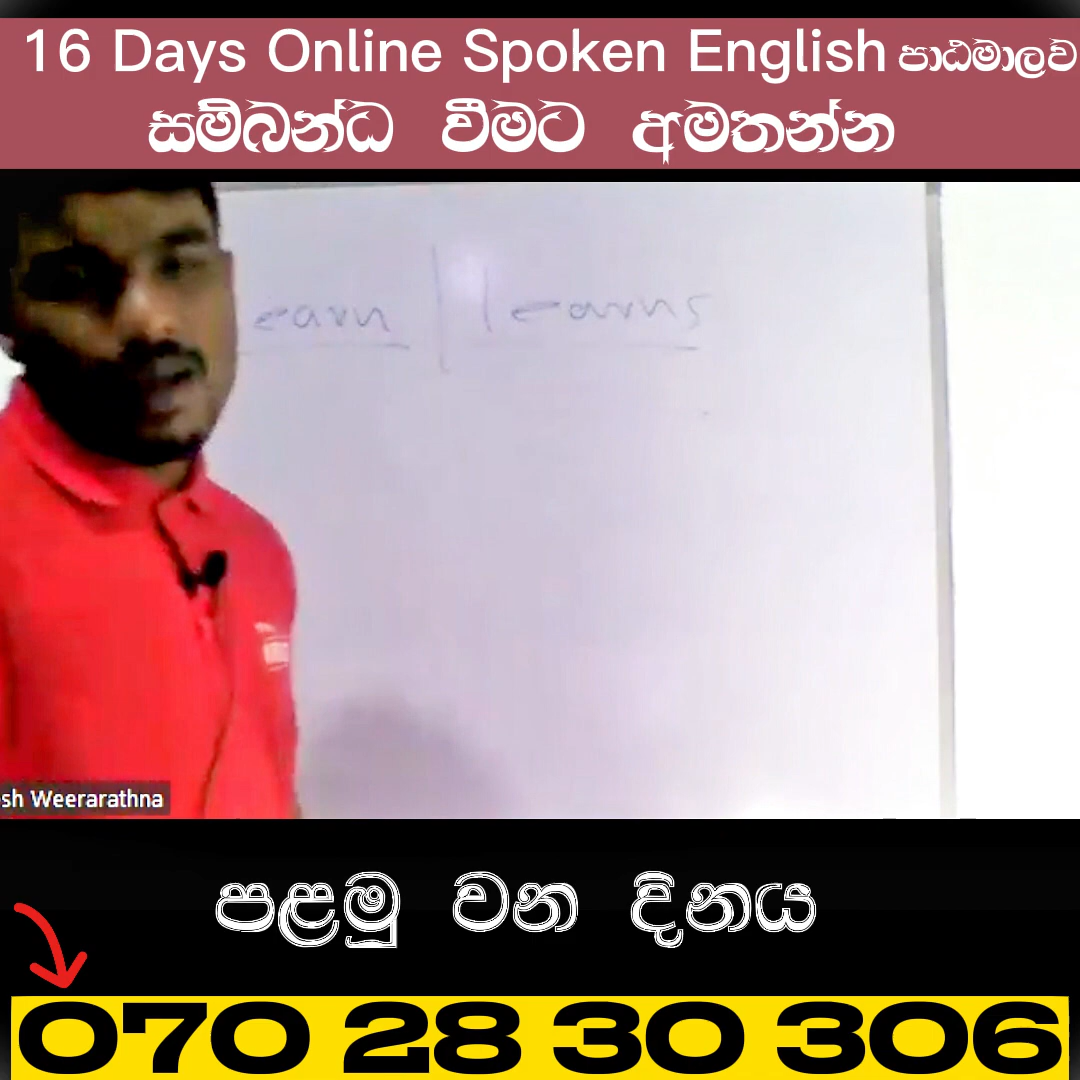 16 Days Online Spoken English පාඨමාලව
සම්බන්ධ වීමට අමතන්න
earn | learns
sh Weerarathna
පළමු වන දිනය
070 28 30 306